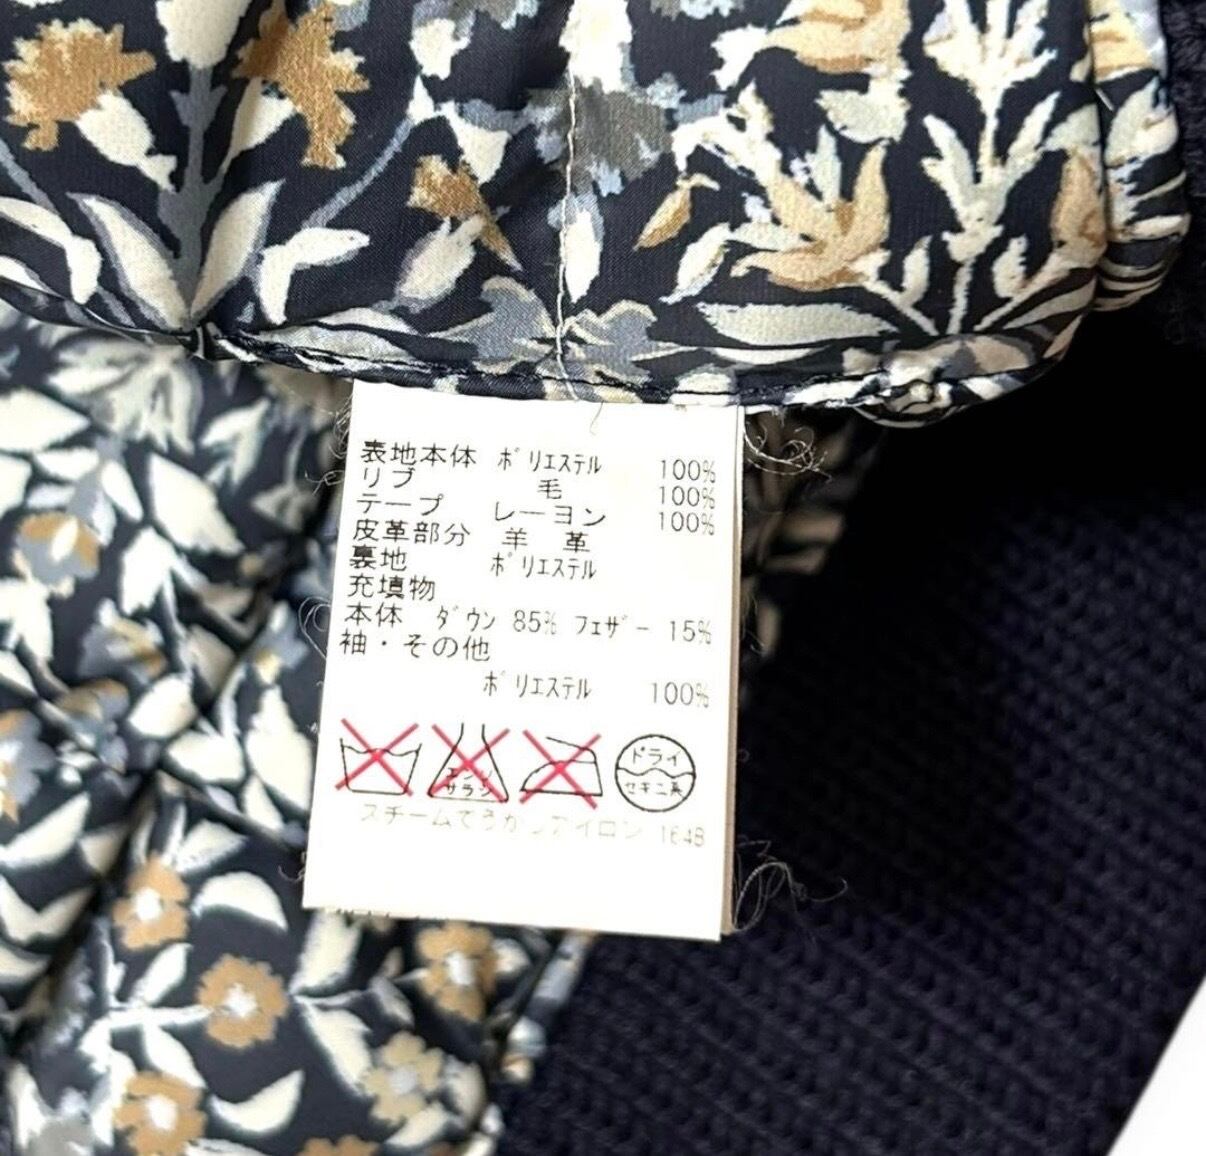 表地本体 ポリエステル 100%
リブ 毛 100%
テープ レーヨン 100%
皮革部分 羊革
裏地 ポリエステル
充填物
本体 ダウン 85% フェザー 15%
袖・その他
ポリエステル 100%
エンソ
サラシ
ドライ
セキユ系
スチームでうかしアイロン 164B